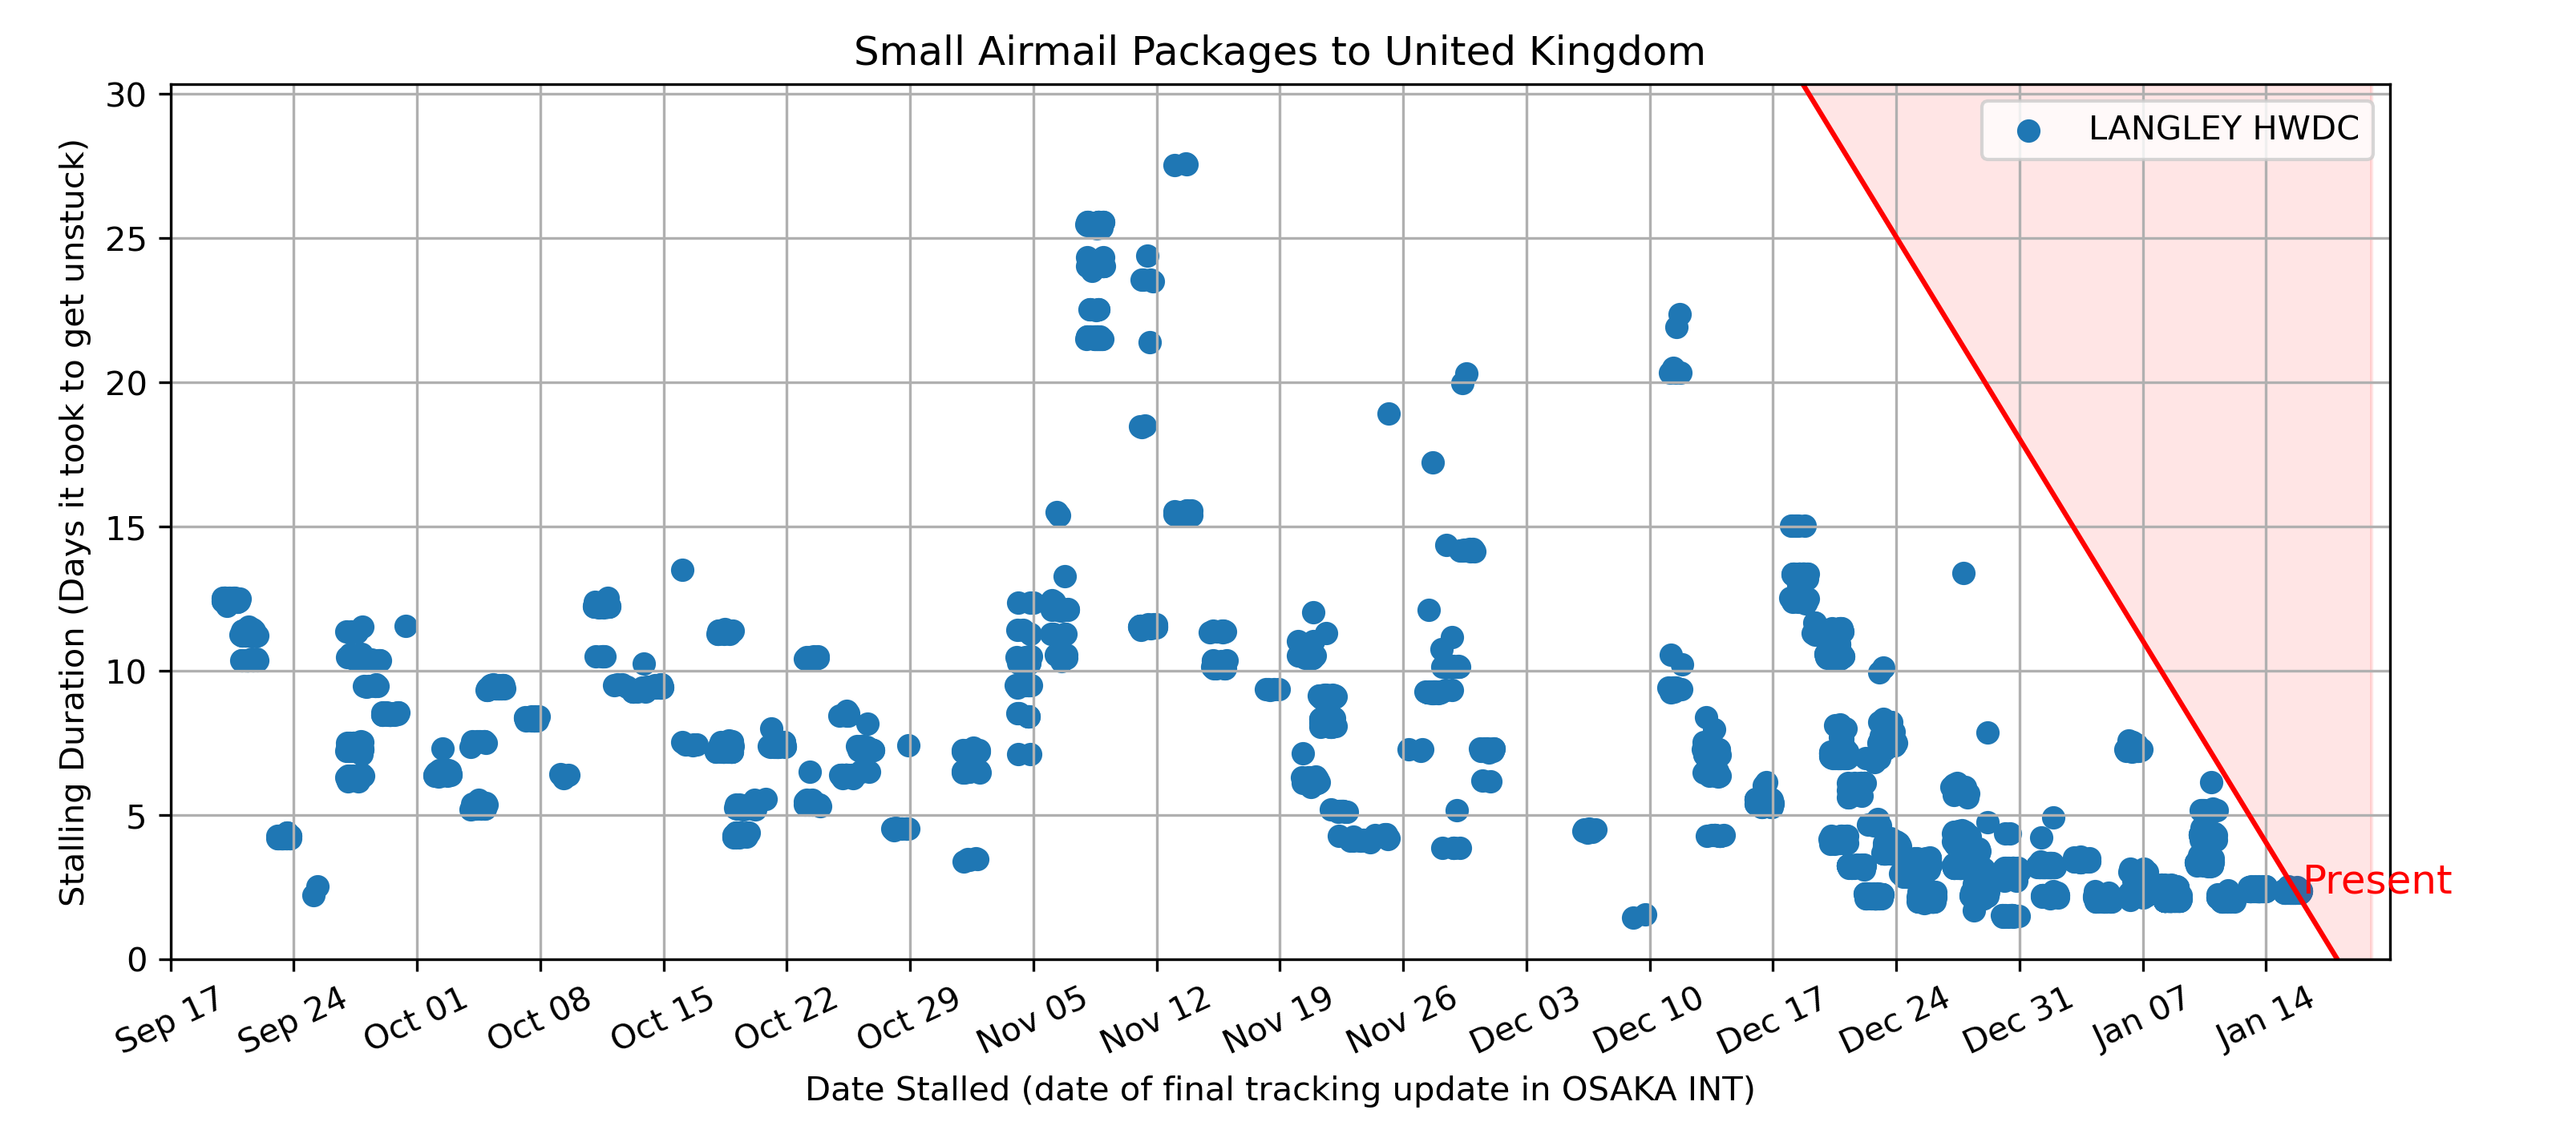 Small Airmail Packages to United Kingdom
Stalling Duration (Days it took to get unstuck)
30
25
20
15
10
5
0
LANGLEY HWDC
Present
Sep 17
Sep 24
Oct 01
Oct 08
Oct 15
Oct 22
Oct 29
Nov 05
Nov 12
Nov 19
Nov 26
Dec 03
Dec 10
Dec 17
Dec 24
Dec 31
Jan 07
Jan 14
Date Stalled (date of final tracking update in OSAKA INT)